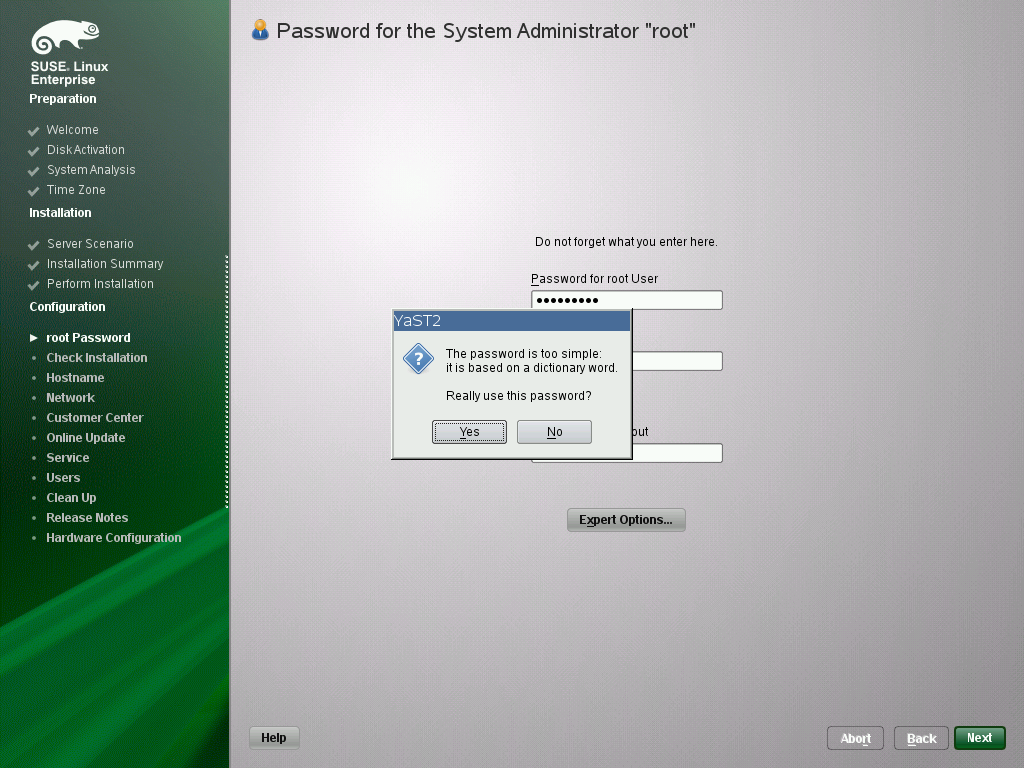 SUSE. Linux
Enterprise
Preparation
Welcome
Disk Activation
System Analysis
Time Zone
Installation
Server Scenario
Installation Summary
Perform Installation
Configuration
root Password
Check Installation
Hostname
Network
Customer Center
Online Update
Service
Users
Clean Up
Release Notes
Hardware Configuration
Password for the System Administrator "root"
Do not forget what you enter here.
Password for root User
YaST2
The password is too simple:
it is based on a dictionary word.
Really use this password?
Yes No
out
Expert Options...
Help Abort Back Next